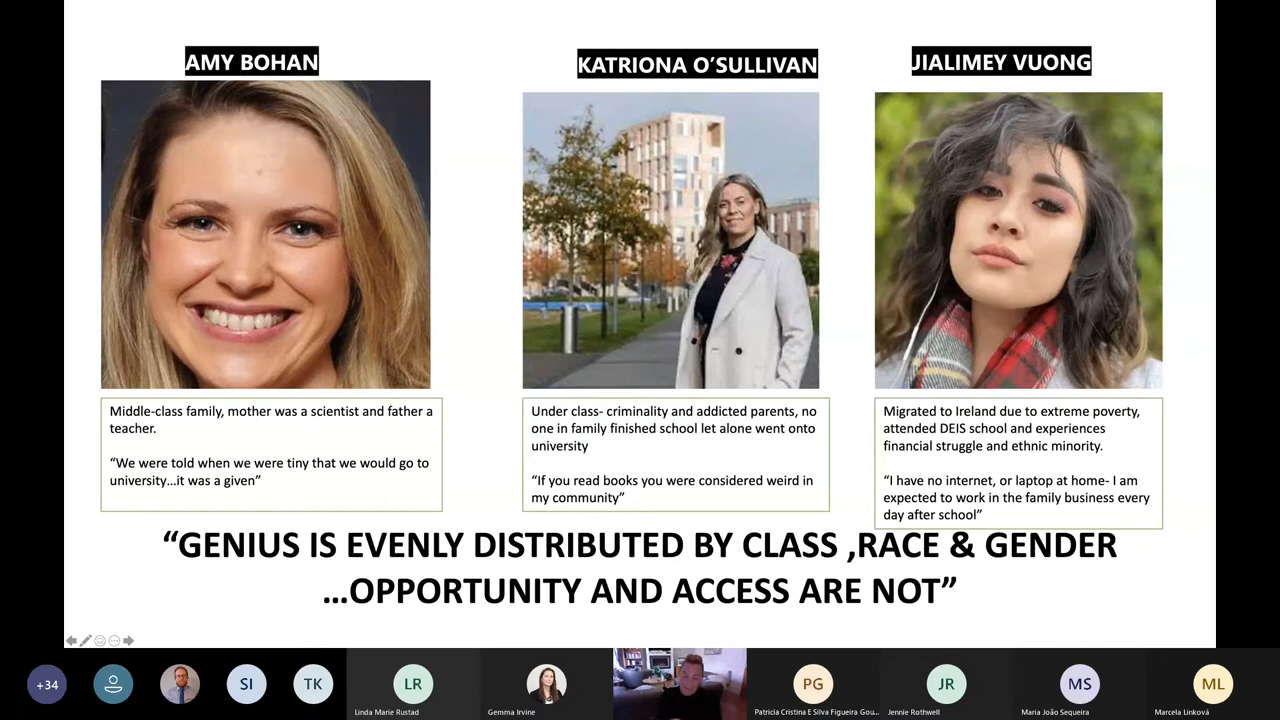 AMY BOHAN
KATRIONA O'SULLIVAN
JIALIMEY VUONG
Middle-class family, mother was a scientist and father a
teacher.
“We were told when we were tiny that we would go to
university…it was a given”
Under class- criminality and addicted parents, no
one in family finished school let alone went onto
university
“If you read books you were considered weird in
my community”
Migrated to Ireland due to extreme poverty,
attended DEIS school and experiences
financial struggle and ethnic minority.
“I have no internet, or laptop at home- I am
expected to work in the family business every
day after school”
“GENIUS IS EVENLY DISTRIBUTED BY CLASS ,RACE & GENDER
…OPPORTUNITY AND ACCESS ARE NOT”
+34
SI
TK
LR
Linda Marie Rustad
Gemma Irvine
PG
Patricia Cristina E Silva Figueira Gou...
JR
Jennie Rothwell
MS
Maria João Sequeira
ML
Marcela Linková